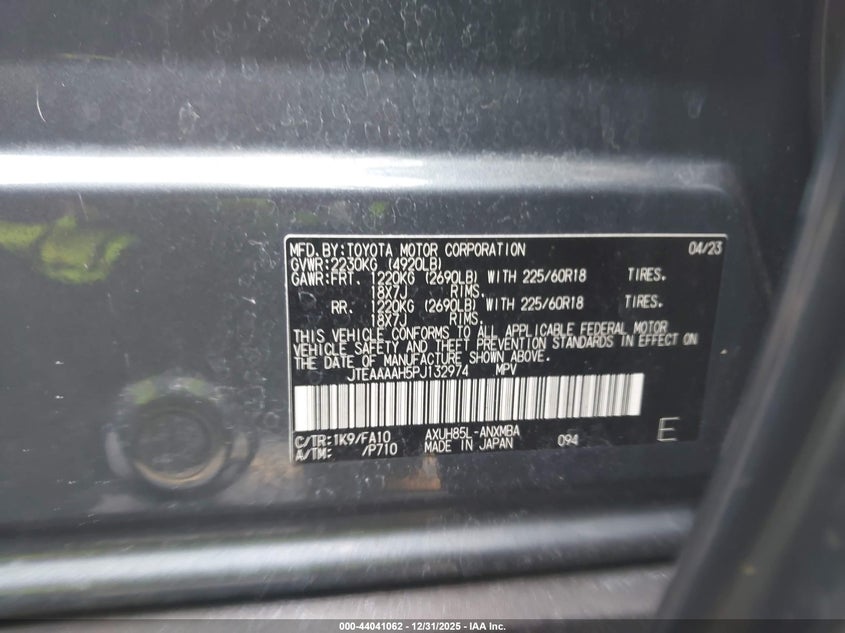 MFD.BY:TOYOTA MOTOR CORPORATION 04/23
GVWR:2230KG (4920LB)
GAWR:FRT. 1220KG (2690LB) WITH 225/60R18 TIRES.
18X7J RIMS.
RR. 1220KG (2690LB) WITH 225/60R18 TIRES.
18X7J RIMS.
THIS VEHICLE CONFORMS TO ALL APPLICABLE FEDERAL MOTOR
VEHICLE SAFETY AND THEFT PREVENTION STANDARDS IN EFFECT ON
THE DATE OF MANUFACTURE SHOWN ABOVE.
JTEAAAAH5PJ132974 MPV
C/TR:1K9/FA10 AXUH85L-ANXMBA
A/TM: /P710 MADE IN JAPAN 094 E
000-44041062 - 12/31/2025 - IAA Inc.